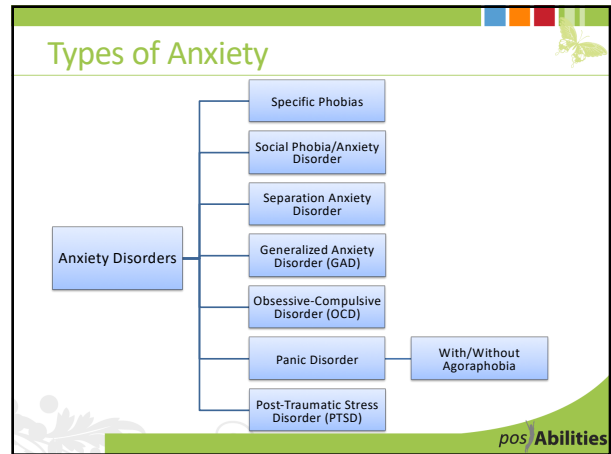 Types of Anxiety
Specific Phobias
Social Phobia/Anxiety
Disorder
Separation Anxiety
Disorder
Anxiety Disorders
Generalized Anxiety
Disorder (GAD)
Obsessive-Compulsive
Disorder (OCD)
Panic Disorder
With/Without
Agoraphobia
Post-Traumatic Stress
Disorder (PTSD)
posAbilities